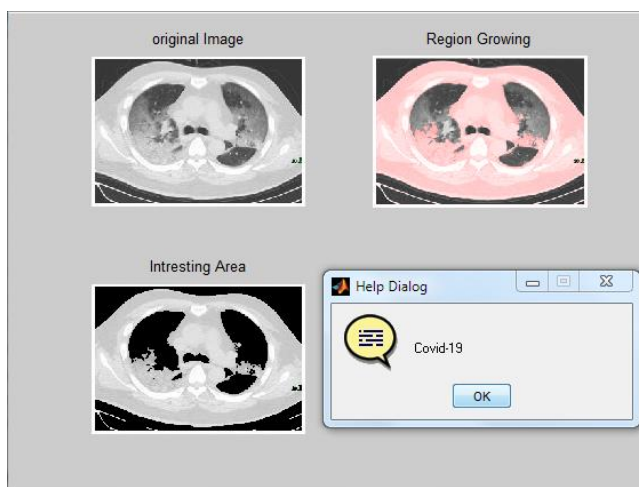 original Image
Region Growing
Intresting Area
Help Dialog
Covid-19
OK